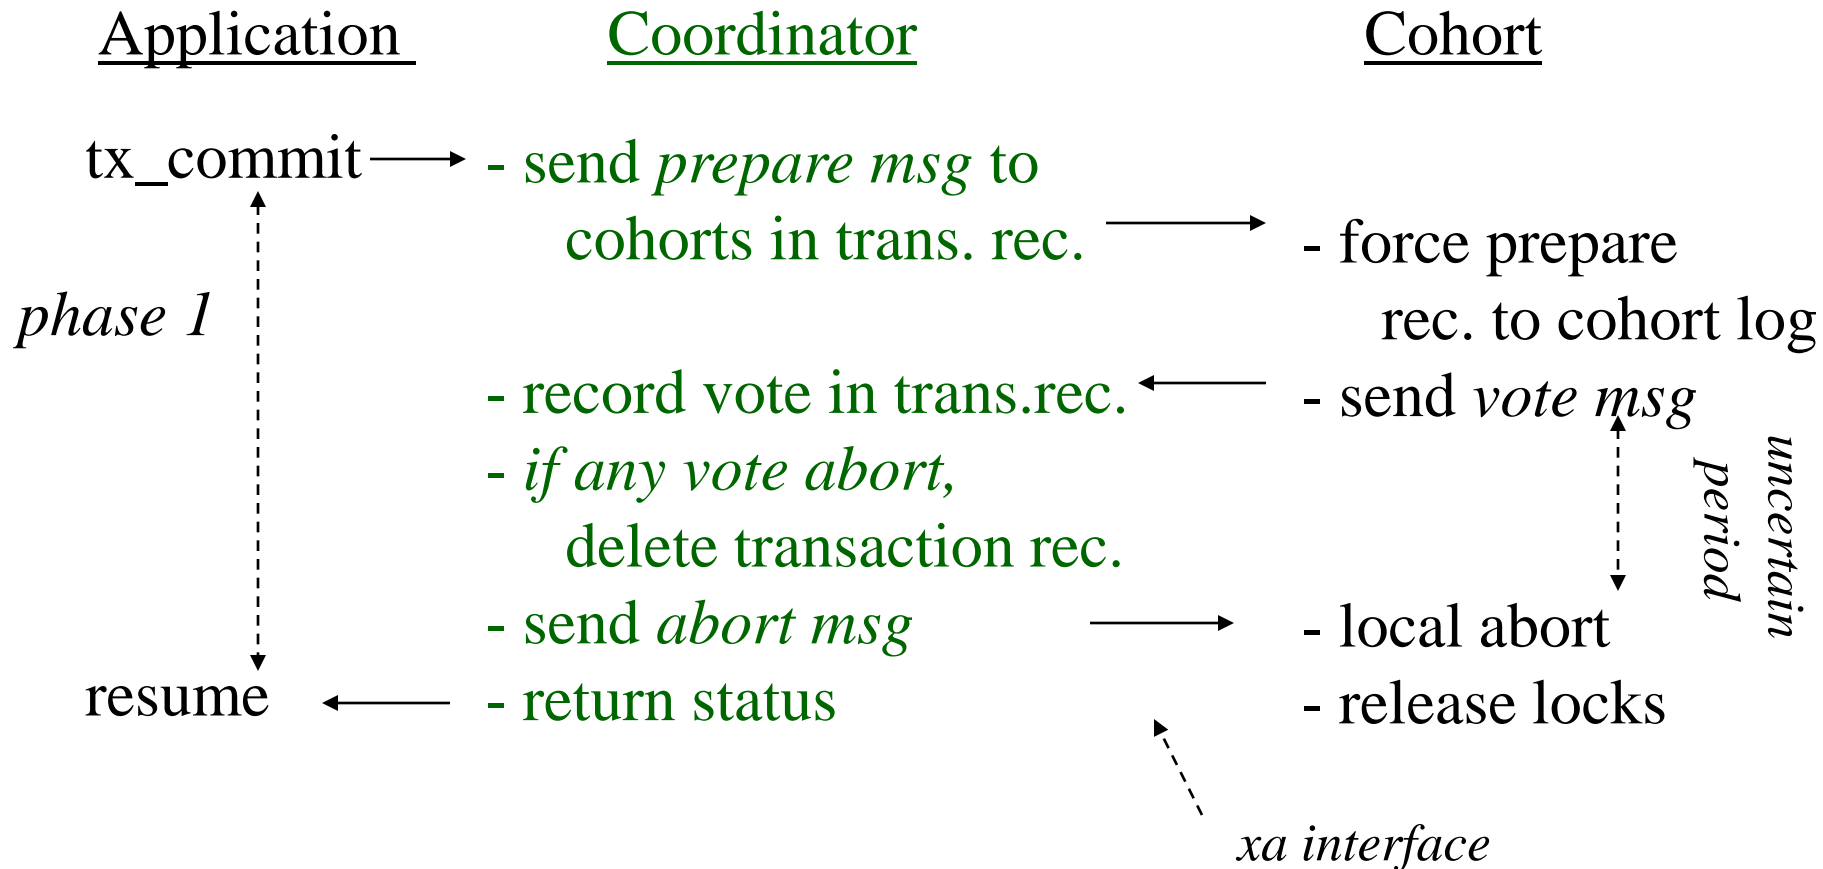 Application Coordinator Cohort
tx_commit
- send prepare msg to
cohorts in trans. rec.
- force prepare
rec. to cohort log
phase 1
- record vote in trans.rec.
- send vote msg
- if any vote abort,
delete transaction rec.
uncertain
period
- send abort msg
- local abort
resume
- return status
- release locks
xa interface